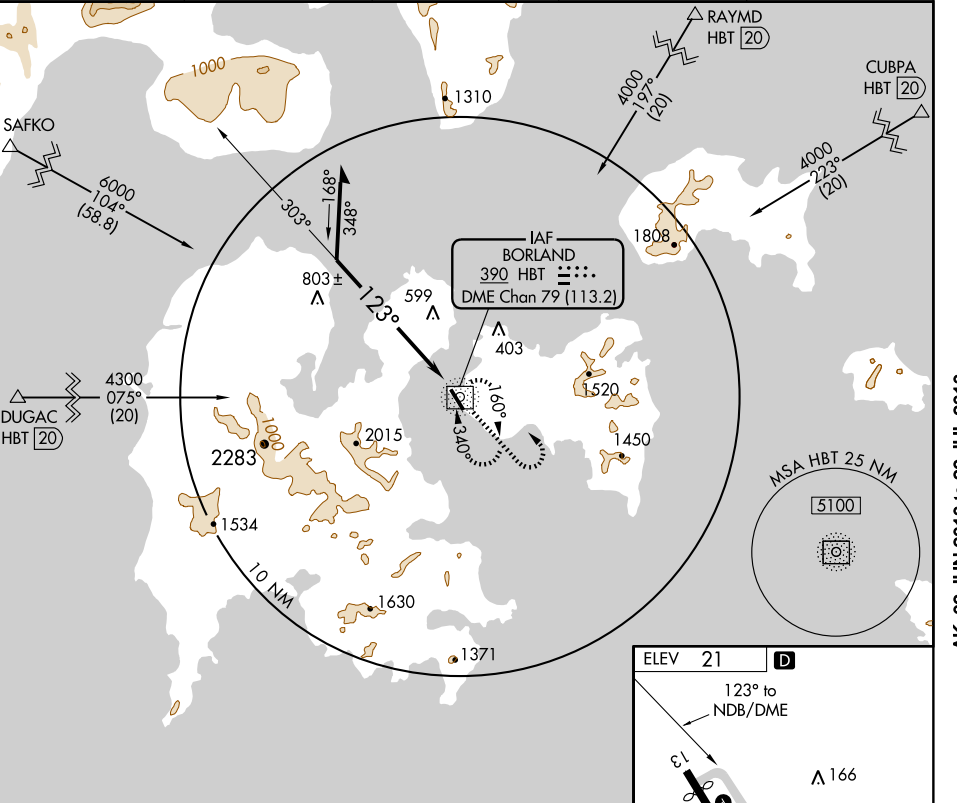 RAYMD
HBT 20
1000
CUBPA
HBT 20
1310
4000
197°
(20)
SAFKO
4000
223°
(20)
6000
104°
(58.8)
168°
348°
303°
1808
IAF
BORLAND
390 HBT
DME Chan 79 (113.2)
803±
599
123°
403
4300
075°
(20)
DUGAC
HBT 20
1520
160°
340°
1000
2015
1450
2283
MSA HBT 25 NM
5100
1534
10 NM
1630
1371
ELEV 21 D
123° to
NDB/DME
13
166